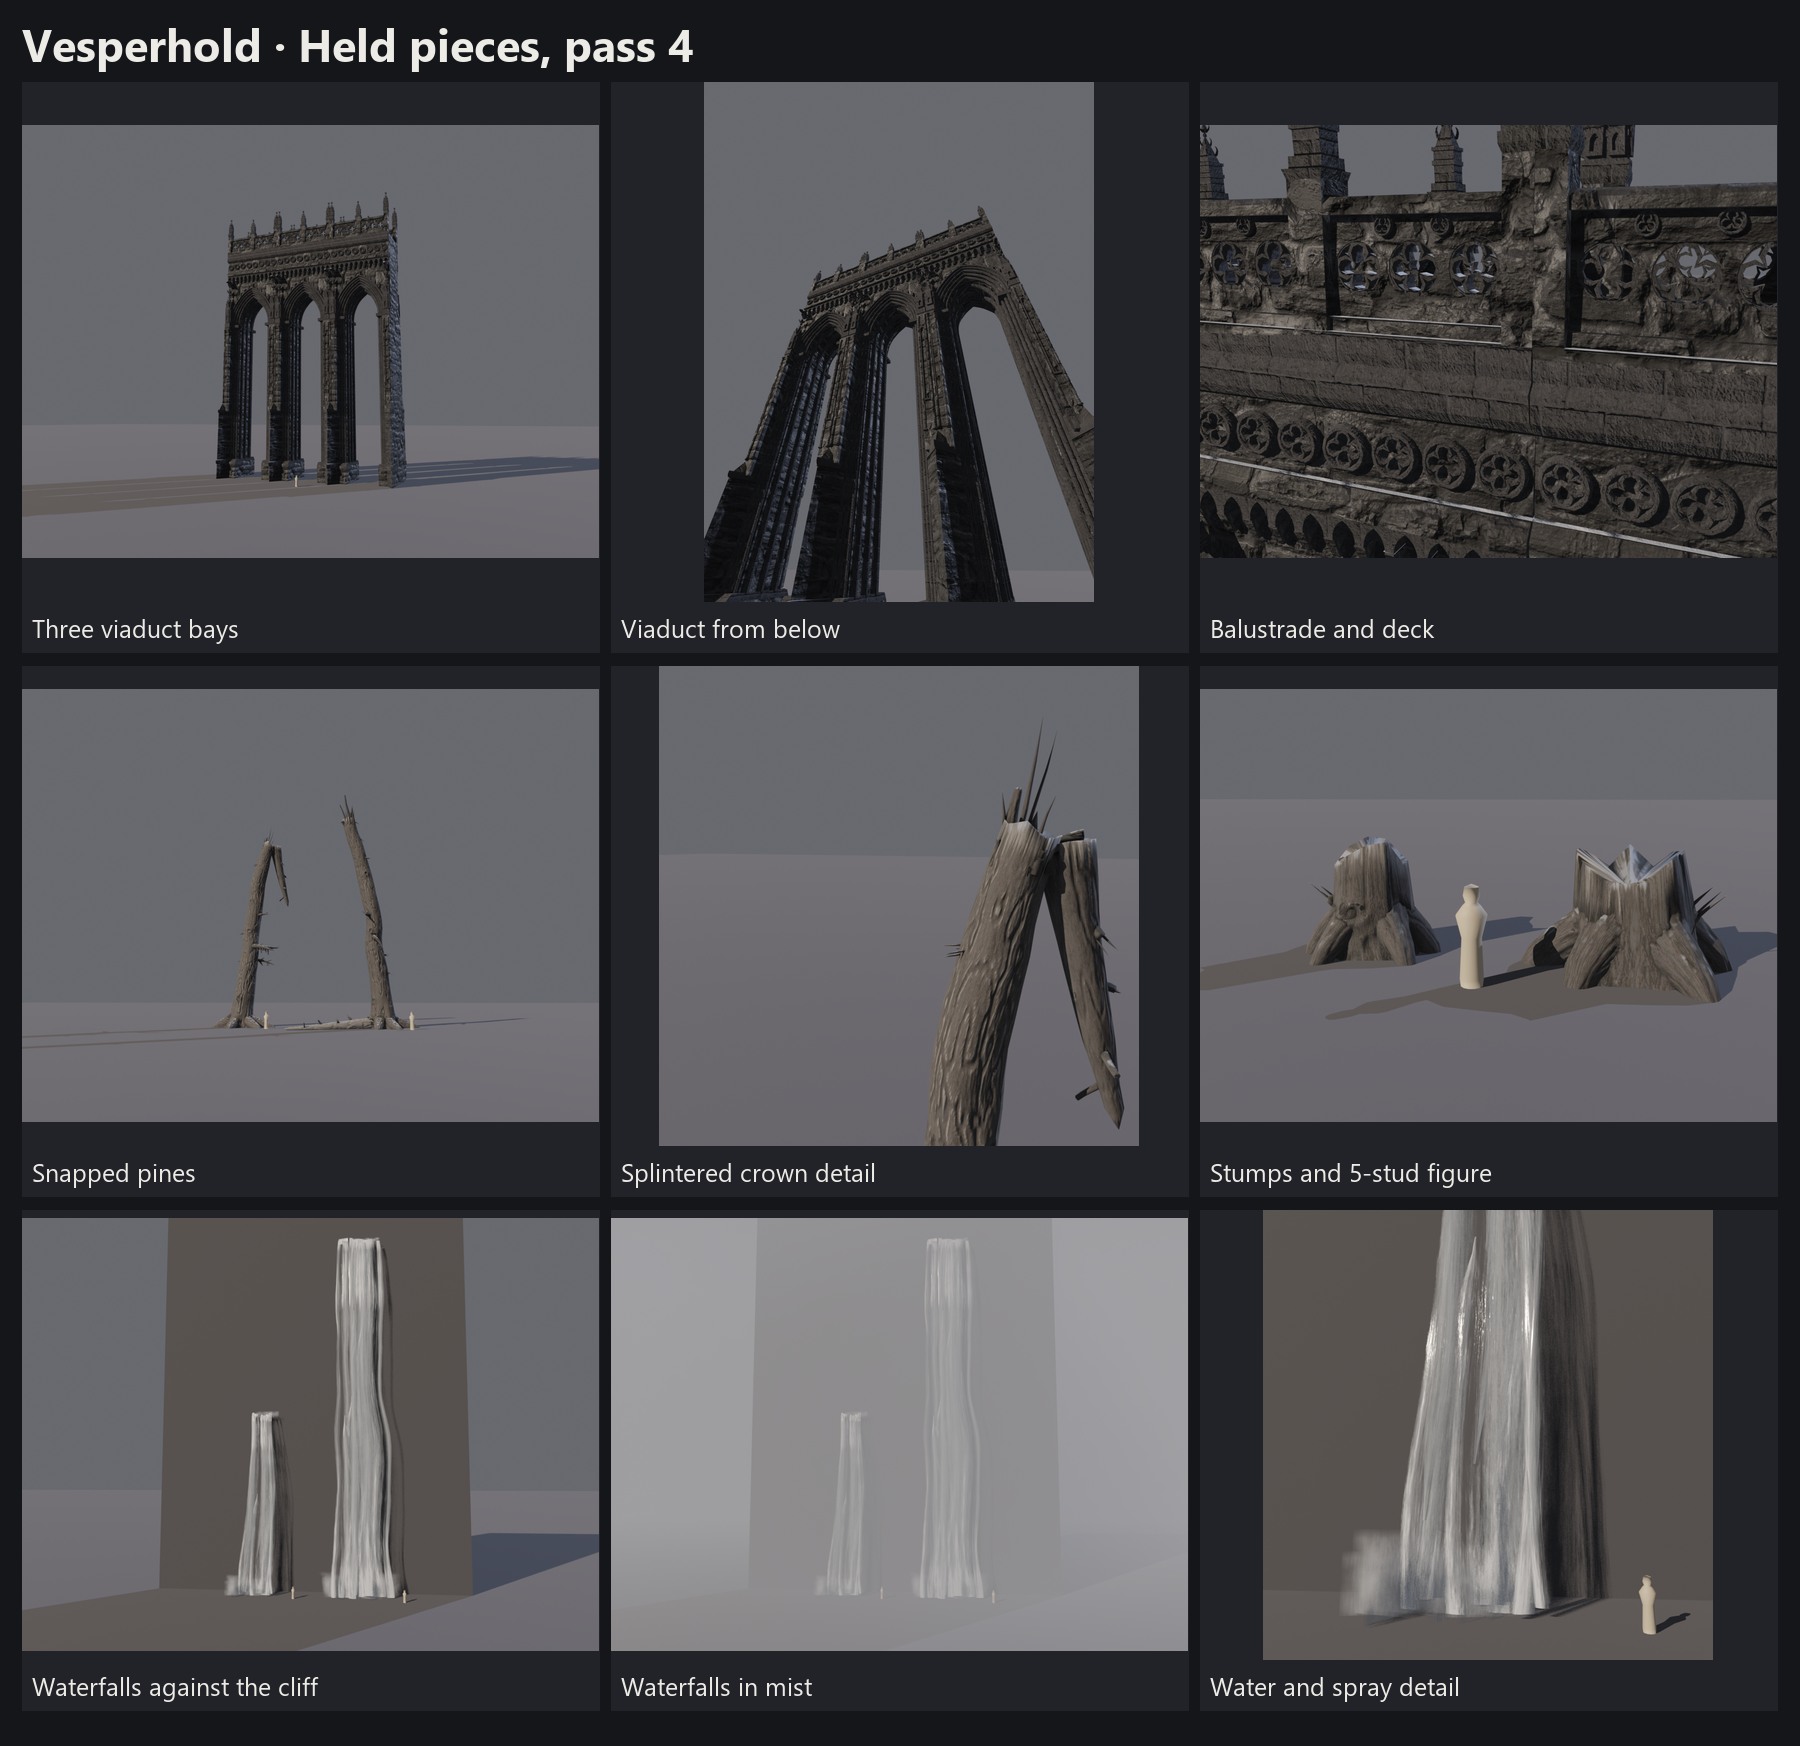 Vesperhold · Held pieces, pass 4
Three viaduct bays
Viaduct from below
Balustrade and deck
Snapped pines
Splintered crown detail
Stumps and 5-stud figure
Waterfalls against the cliff
Waterfalls in mist
Water and spray detail